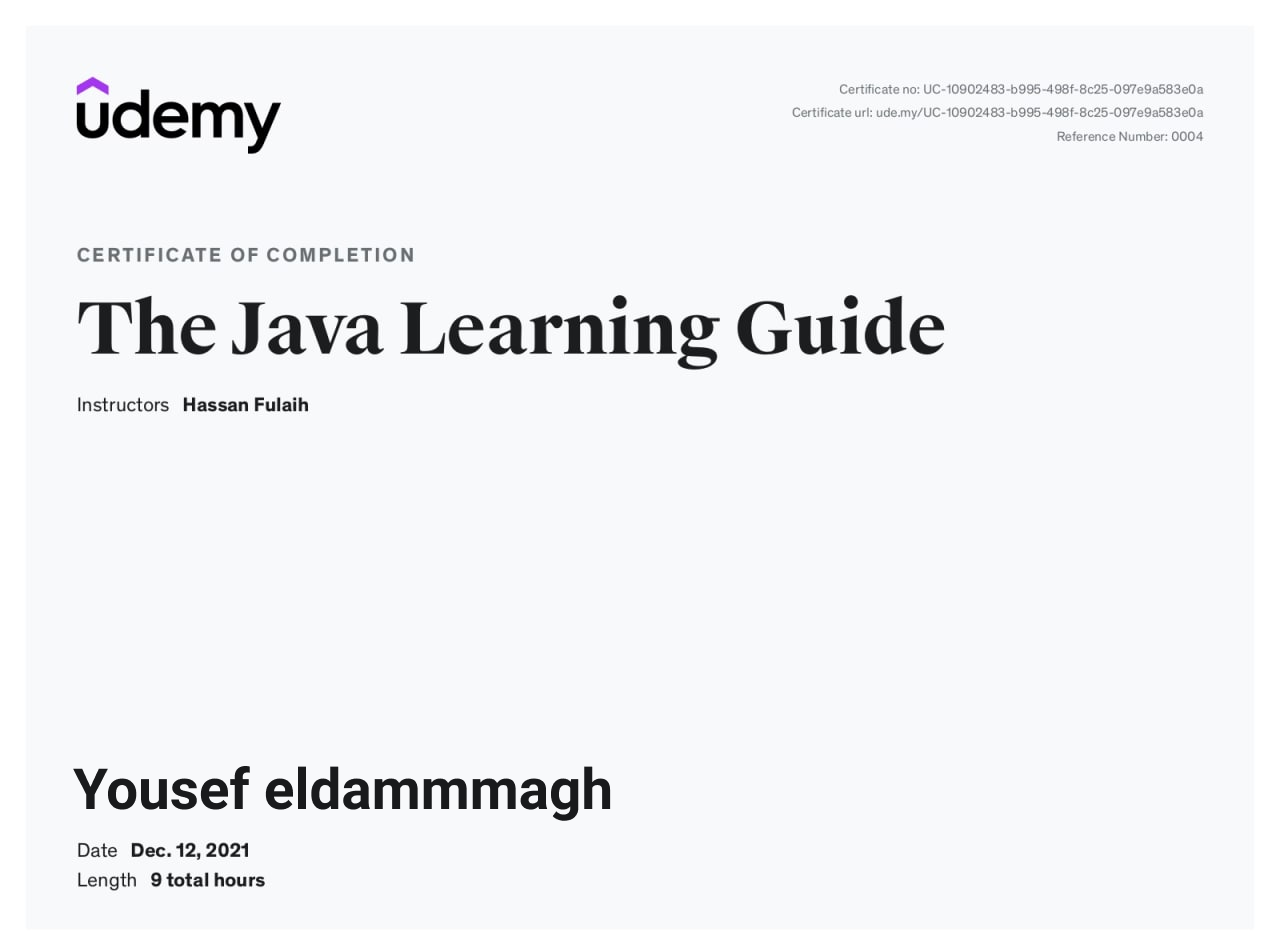 udemy
Certificate no: UC-10902483-b995-498f-8c25-097e9a583e0a
Certificate url: ude.my/UC-10902483-b995-498f-8c25-097e9a583e0a
Reference Number: 0004
CERTIFICATE OF COMPLETION
The Java Learning Guide
Instructors Hassan Fulaih
Yousef eldammmagh
Date Dec. 12, 2021
Length 9 total hours